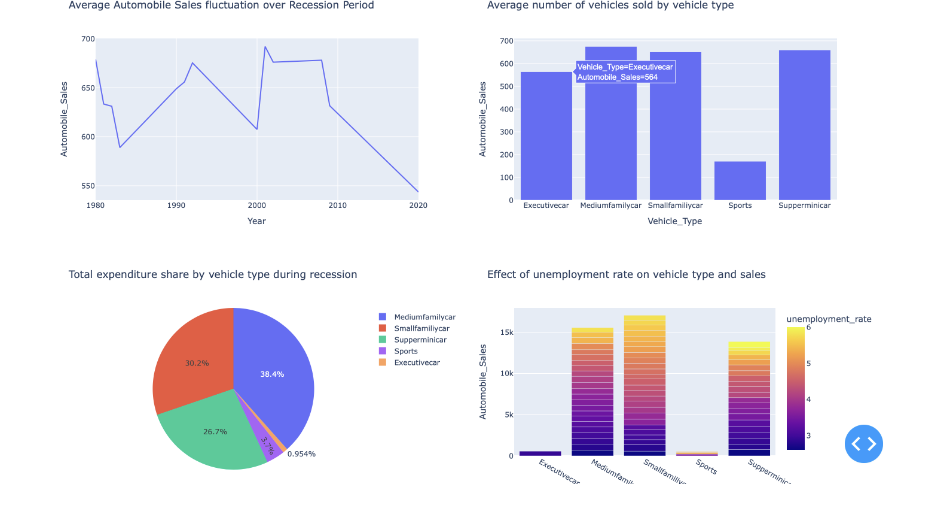 Average Automobile Sales fluctuation over Recession Period
700
650
600
550
Automobile_Sales
1980
1990
2000
2010
2020
Year
Average number of vehicles sold by vehicle type
700
600
500
400
300
200
100
0
Automobile_Sales
Vehicle_Type=Executivecar
Automobile_Sales=564
Executivecar
Mediumfamilycar
Smallfamiliycar
Sports
Supperminicar
Vehicle_Type
Total expenditure share by vehicle type during recession
38.4%
30.2%
26.7%
3.7%
0.954%
Mediumfamilycar
Smallfamiliycar
Supperminicar
Sports
Executivecar
Effect of unemployment rate on vehicle type and sales
15k
10k
5k
0
Automobile_Sales
Executivecar
Mediumfamili
Smallfamiliy
Sports
Supperminicar
unemployment_rate
6
5
4
3